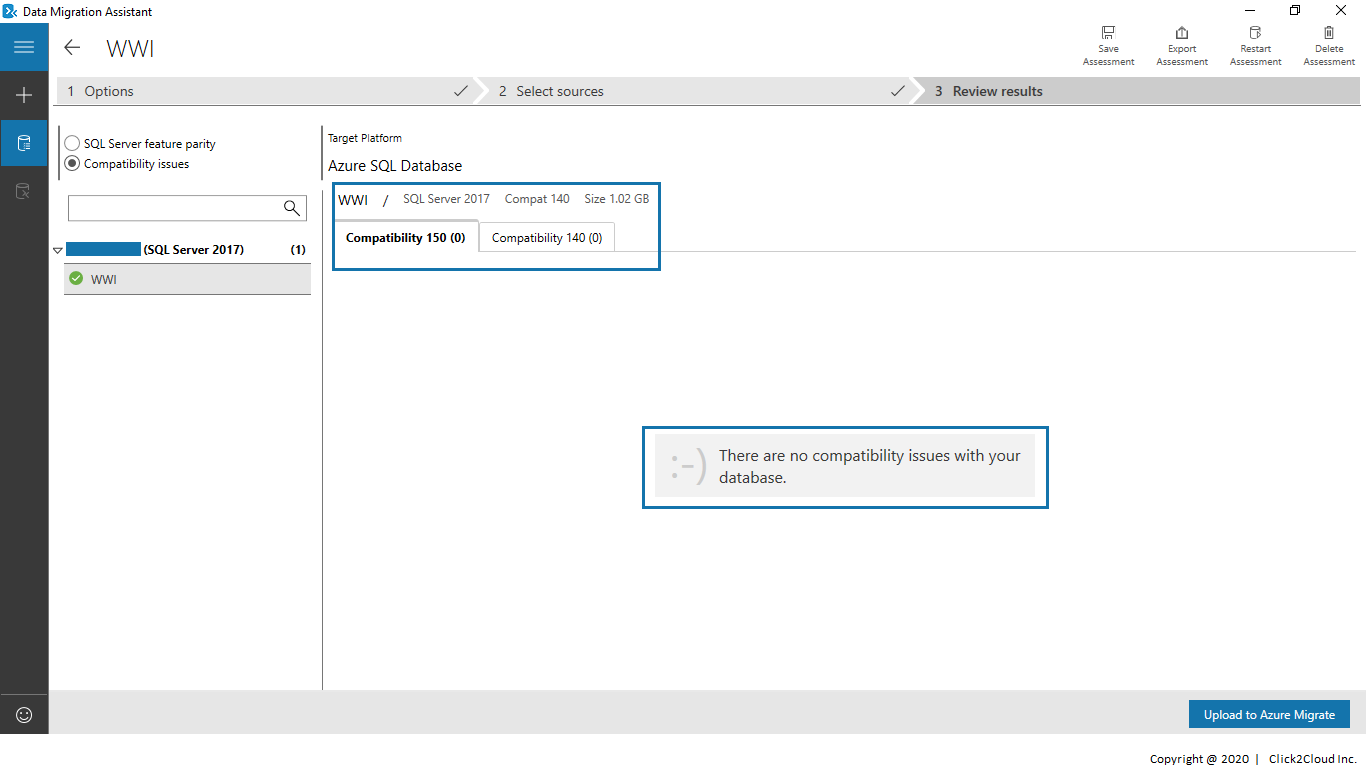 Data Migration Assistant
WWI
Save Assessment
Export Assessment
Restart Assessment
Delete Assessment
1 Options
2 Select sources
3 Review results
SQL Server feature parity
Compatibility issues
(SQL Server 2017) (1)
WWI
Target Platform
Azure SQL Database
WWI / SQL Server 2017 Compat 140 Size 1.02 GB
Compatibility 150 (0) Compatibility 140 (0)
:-)
There are no compatibility issues with your
database.
Upload to Azure Migrate
Copyright @ 2020 | Click2Cloud Inc.